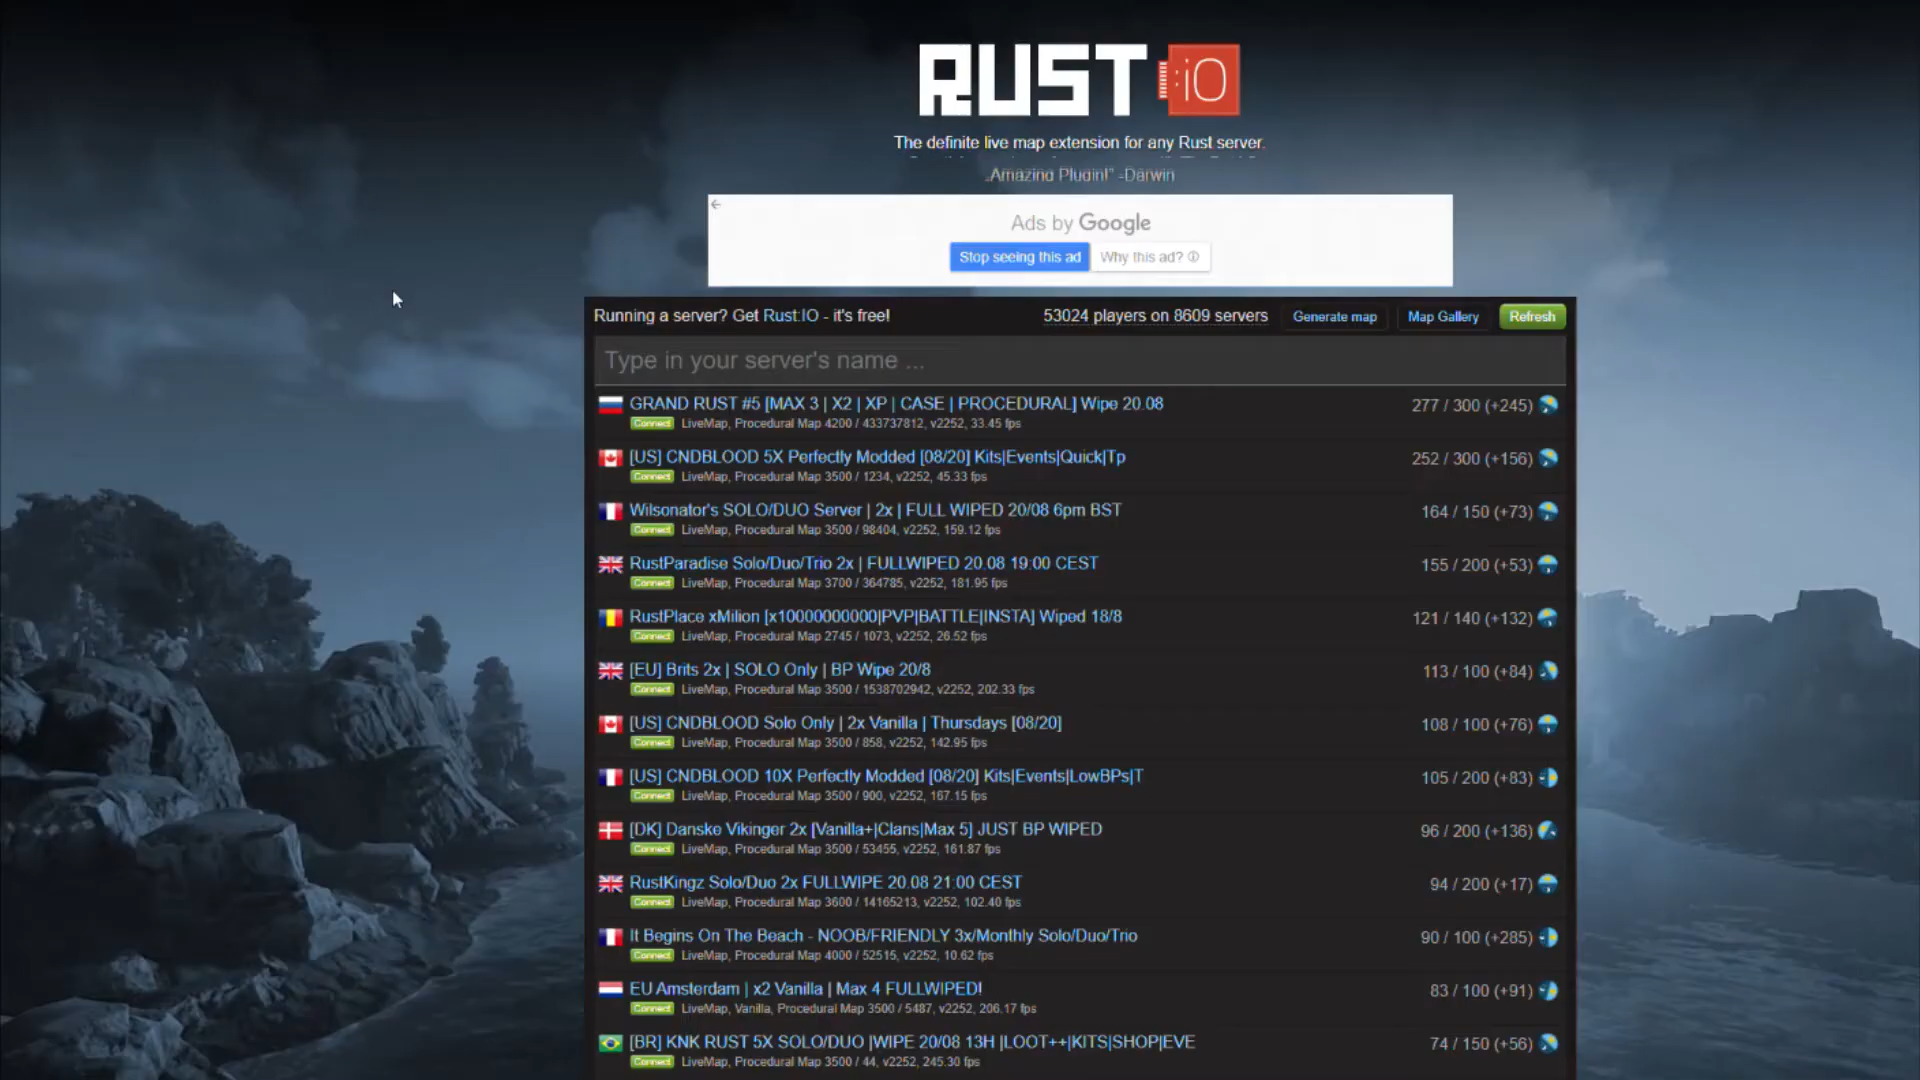 RUST :iO
The definite live map extension for any Rust server.
„Amazing Plugin!" -Darwin
Ads by Google
Stop seeing this ad
Why this ad?
Running a server? Get Rust:IO - it's free!
53024 players on 8609 servers
Generate map
Map Gallery
Refresh
Type in your server's name ...
GRAND RUST #5 [MAX 3 | X2 | XP | CASE | PROCEDURAL] Wipe 20.08
277 / 300 (+245)
Connect LiveMap, Procedural Map 4200 / 433737812, v2252, 33.45 fps
[US] CNDBLOOD 5X Perfectly Modded [08/20] Kits|Events|Quick|Tp
252 / 300 (+156)
Connect LiveMap, Procedural Map 3500 / 1234, v2252, 45.33 fps
Wilsonator's SOLO/DUO Server | 2x | FULL WIPED 20/08 6pm BST
164 / 150 (+73)
Connect LiveMap, Procedural Map 3500 / 98404, v2252, 159.12 fps
RustParadise Solo/Duo/Trio 2x | FULLWIPED 20.08 19:00 CEST
155 / 200 (+53)
Connect LiveMap, Procedural Map 3700 / 364785, v2252, 181.95 fps
RustPlace xMilion [x10000000000|PVP|BATTLE|INSTA] Wiped 18/8
121 / 140 (+132)
Connect LiveMap, Procedural Map 2745 / 1073, v2252, 26.52 fps
[EU] Brits 2x | SOLO Only | BP Wipe 20/8
113 / 100 (+84)
Connect LiveMap, Procedural Map 3500 / 1538702942, v2252, 202.33 fps
[US] CNDBLOOD Solo Only | 2x Vanilla | Thursdays [08/20]
108 / 100 (+76)
Connect LiveMap, Procedural Map 3500 / 858, v2252, 142.95 fps
[US] CNDBLOOD 10X Perfectly Modded [08/20] Kits|Events|LowBPs|T
105 / 200 (+83)
Connect LiveMap, Procedural Map 3500 / 900, v2252, 167.15 fps
[DK] Danske Vikinger 2x [Vanilla+|Clans|Max 5] JUST BP WIPED
96 / 200 (+136)
Connect LiveMap, Procedural Map 3500 / 53455, v2252, 161.87 fps
RustKingz Solo/Duo 2x FULLWIPE 20.08 21:00 CEST
94 / 200 (+17)
Connect LiveMap, Procedural Map 3600 / 14165213, v2252, 102.40 fps
It Begins On The Beach - NOOB/FRIENDLY 3x/Monthly Solo/Duo/Trio
90 / 100 (+285)
Connect LiveMap, Procedural Map 4000 / 52515, v2252, 10.62 fps
EU Amsterdam | x2 Vanilla | Max 4 FULLWIPED!
83 / 100 (+91)
Connect LiveMap, Vanilla, Procedural Map 3500 / 5487, v2252, 206.17 fps
[BR] KNK RUST 5X SOLO/DUO |WIPE 20/08 13H |LOOT++|KITS|SHOP|EVE
74 / 150 (+56)
Connect LiveMap, Procedural Map 3500 / 44, v2252, 245.30 fps